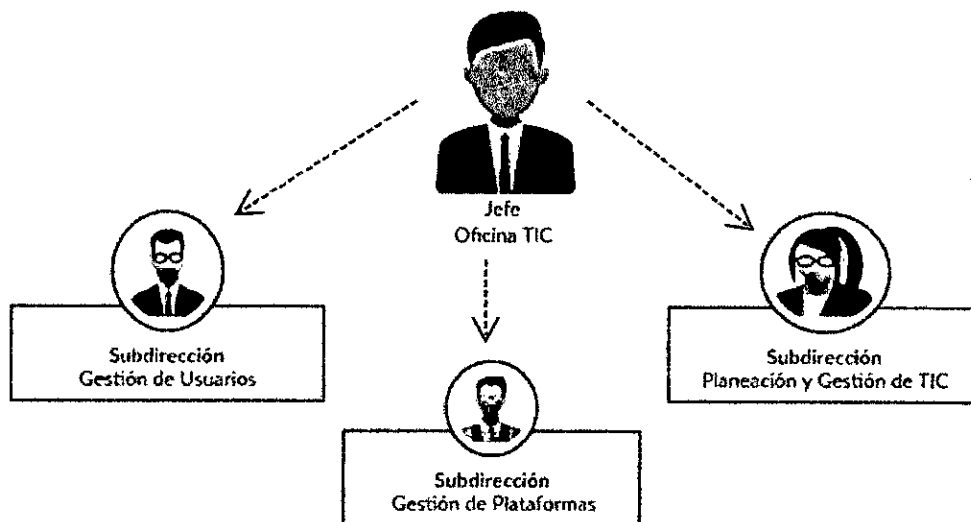 Jefe
Oficina TIC
Subdirección
Gestión de Usuarios
Subdirección
Planeación y Gestión de TIC
Subdirección
Gestión de Plataformas